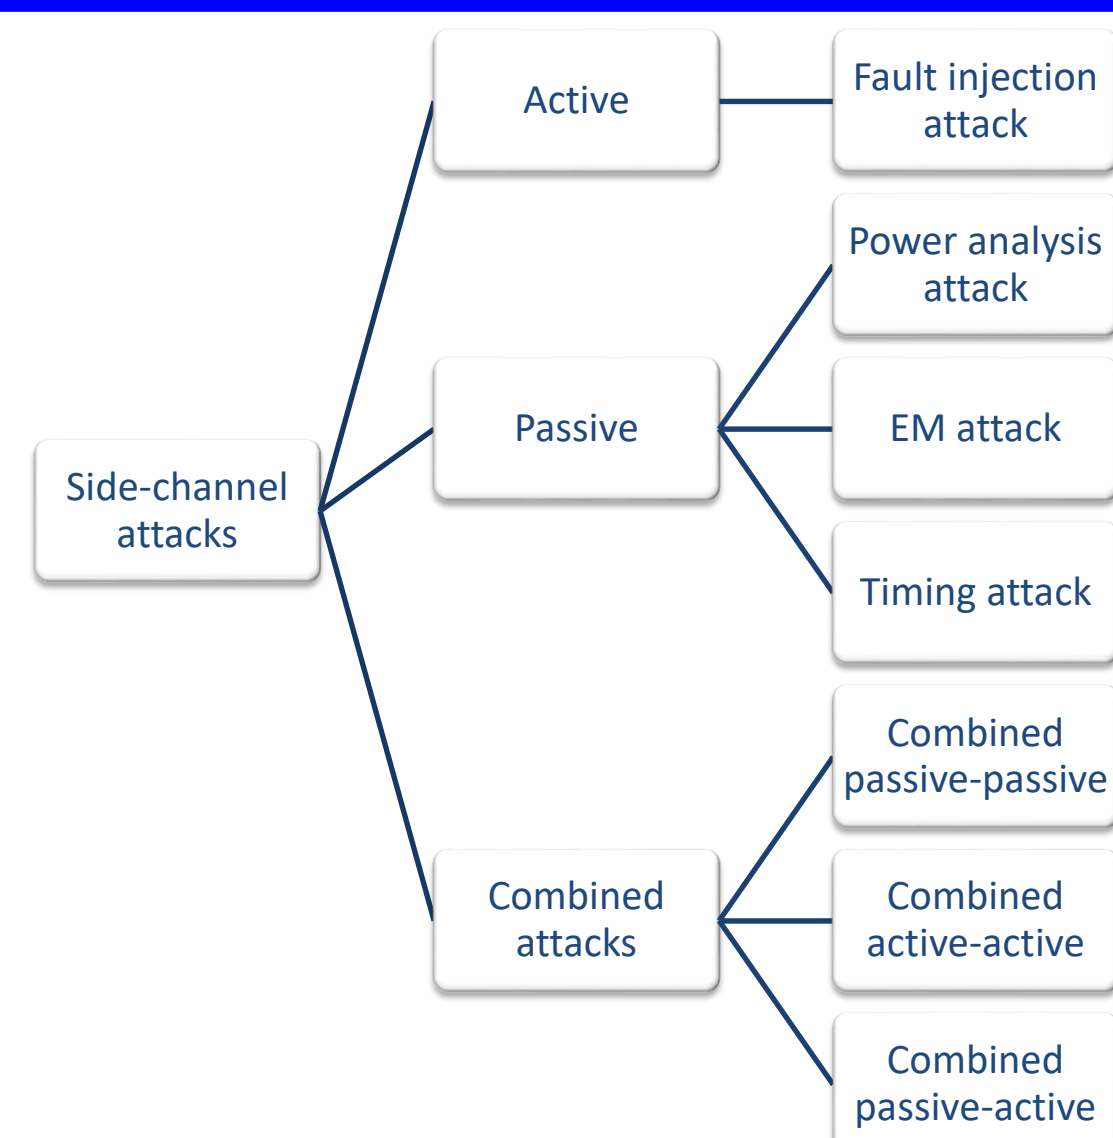 Side-channel
attacks
Active
Fault injection
attack
Passive
Power analysis
attack
EM attack
Timing attack
Combined
attacks
Combined
passive-passive
Combined
active-active
Combined
passive-active